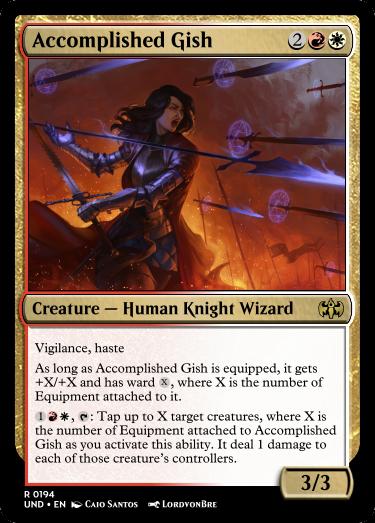 Accomplished Gish 2
Creature — Human Knight Wizard
Vigilance, haste
As long as Accomplished Gish is equipped, it gets
+X/+X and has ward X, where X is the number of
Equipment attached to it.
1, : Tap up to X target creatures, where X is
the number of Equipment attached to Accomplished
Gish as you activate this ability. It deal 1 damage to
each of those creature's controllers.
3/3
R 0194
UND • EN Caio Santos LordvonBre